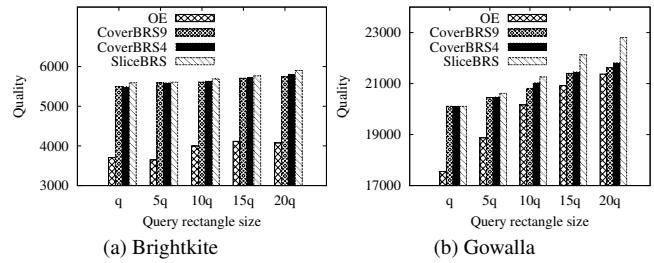 OE
CoverBRS9
CoverBRS4
SliceBRS
Quality
6000
5000
4000
3000
q 5q 10q 15q 20q
Query rectangle size
(a) Brightkite
OE
CoverBRS9
CoverBRS4
SliceBRS
Quality
23000
21000
19000
17000
q 5q 10q 15q 20q
Query rectangle size
(b) Gowalla